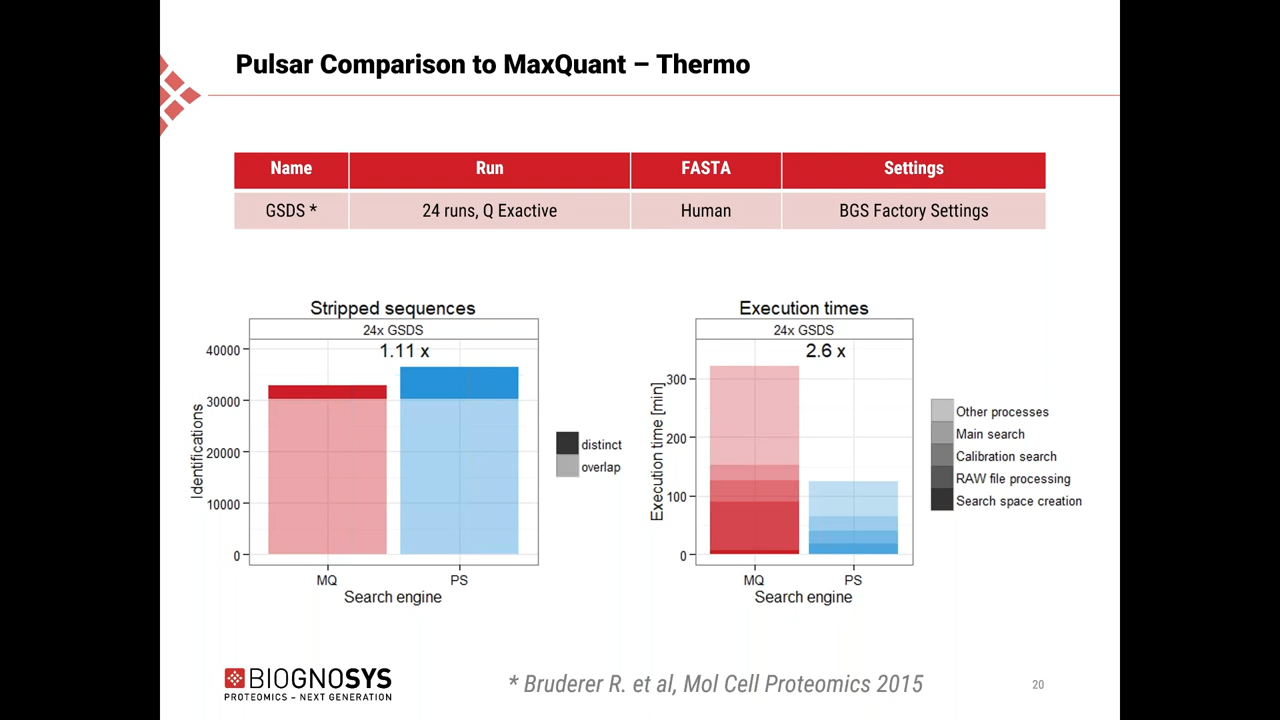 Pulsar Comparison to MaxQuant – Thermo
Name Run FASTA Settings
GSDS * 24 runs, Q Exactive Human BGS Factory Settings
Stripped sequences
24x GSDS
1.11 x
40000
30000
20000
10000
0
Identifications
MQ PS
Search engine
distinct
overlap
Execution times
24x GSDS
2.6 x
300
200
100
0
Execution time [min]
MQ PS
Search engine
Other processes
Main search
Calibration search
RAW file processing
Search space creation
BIOGNOSYS
PROTEOMICS – NEXT GENERATION
* Bruderer R. et al, Mol Cell Proteomics 2015
20